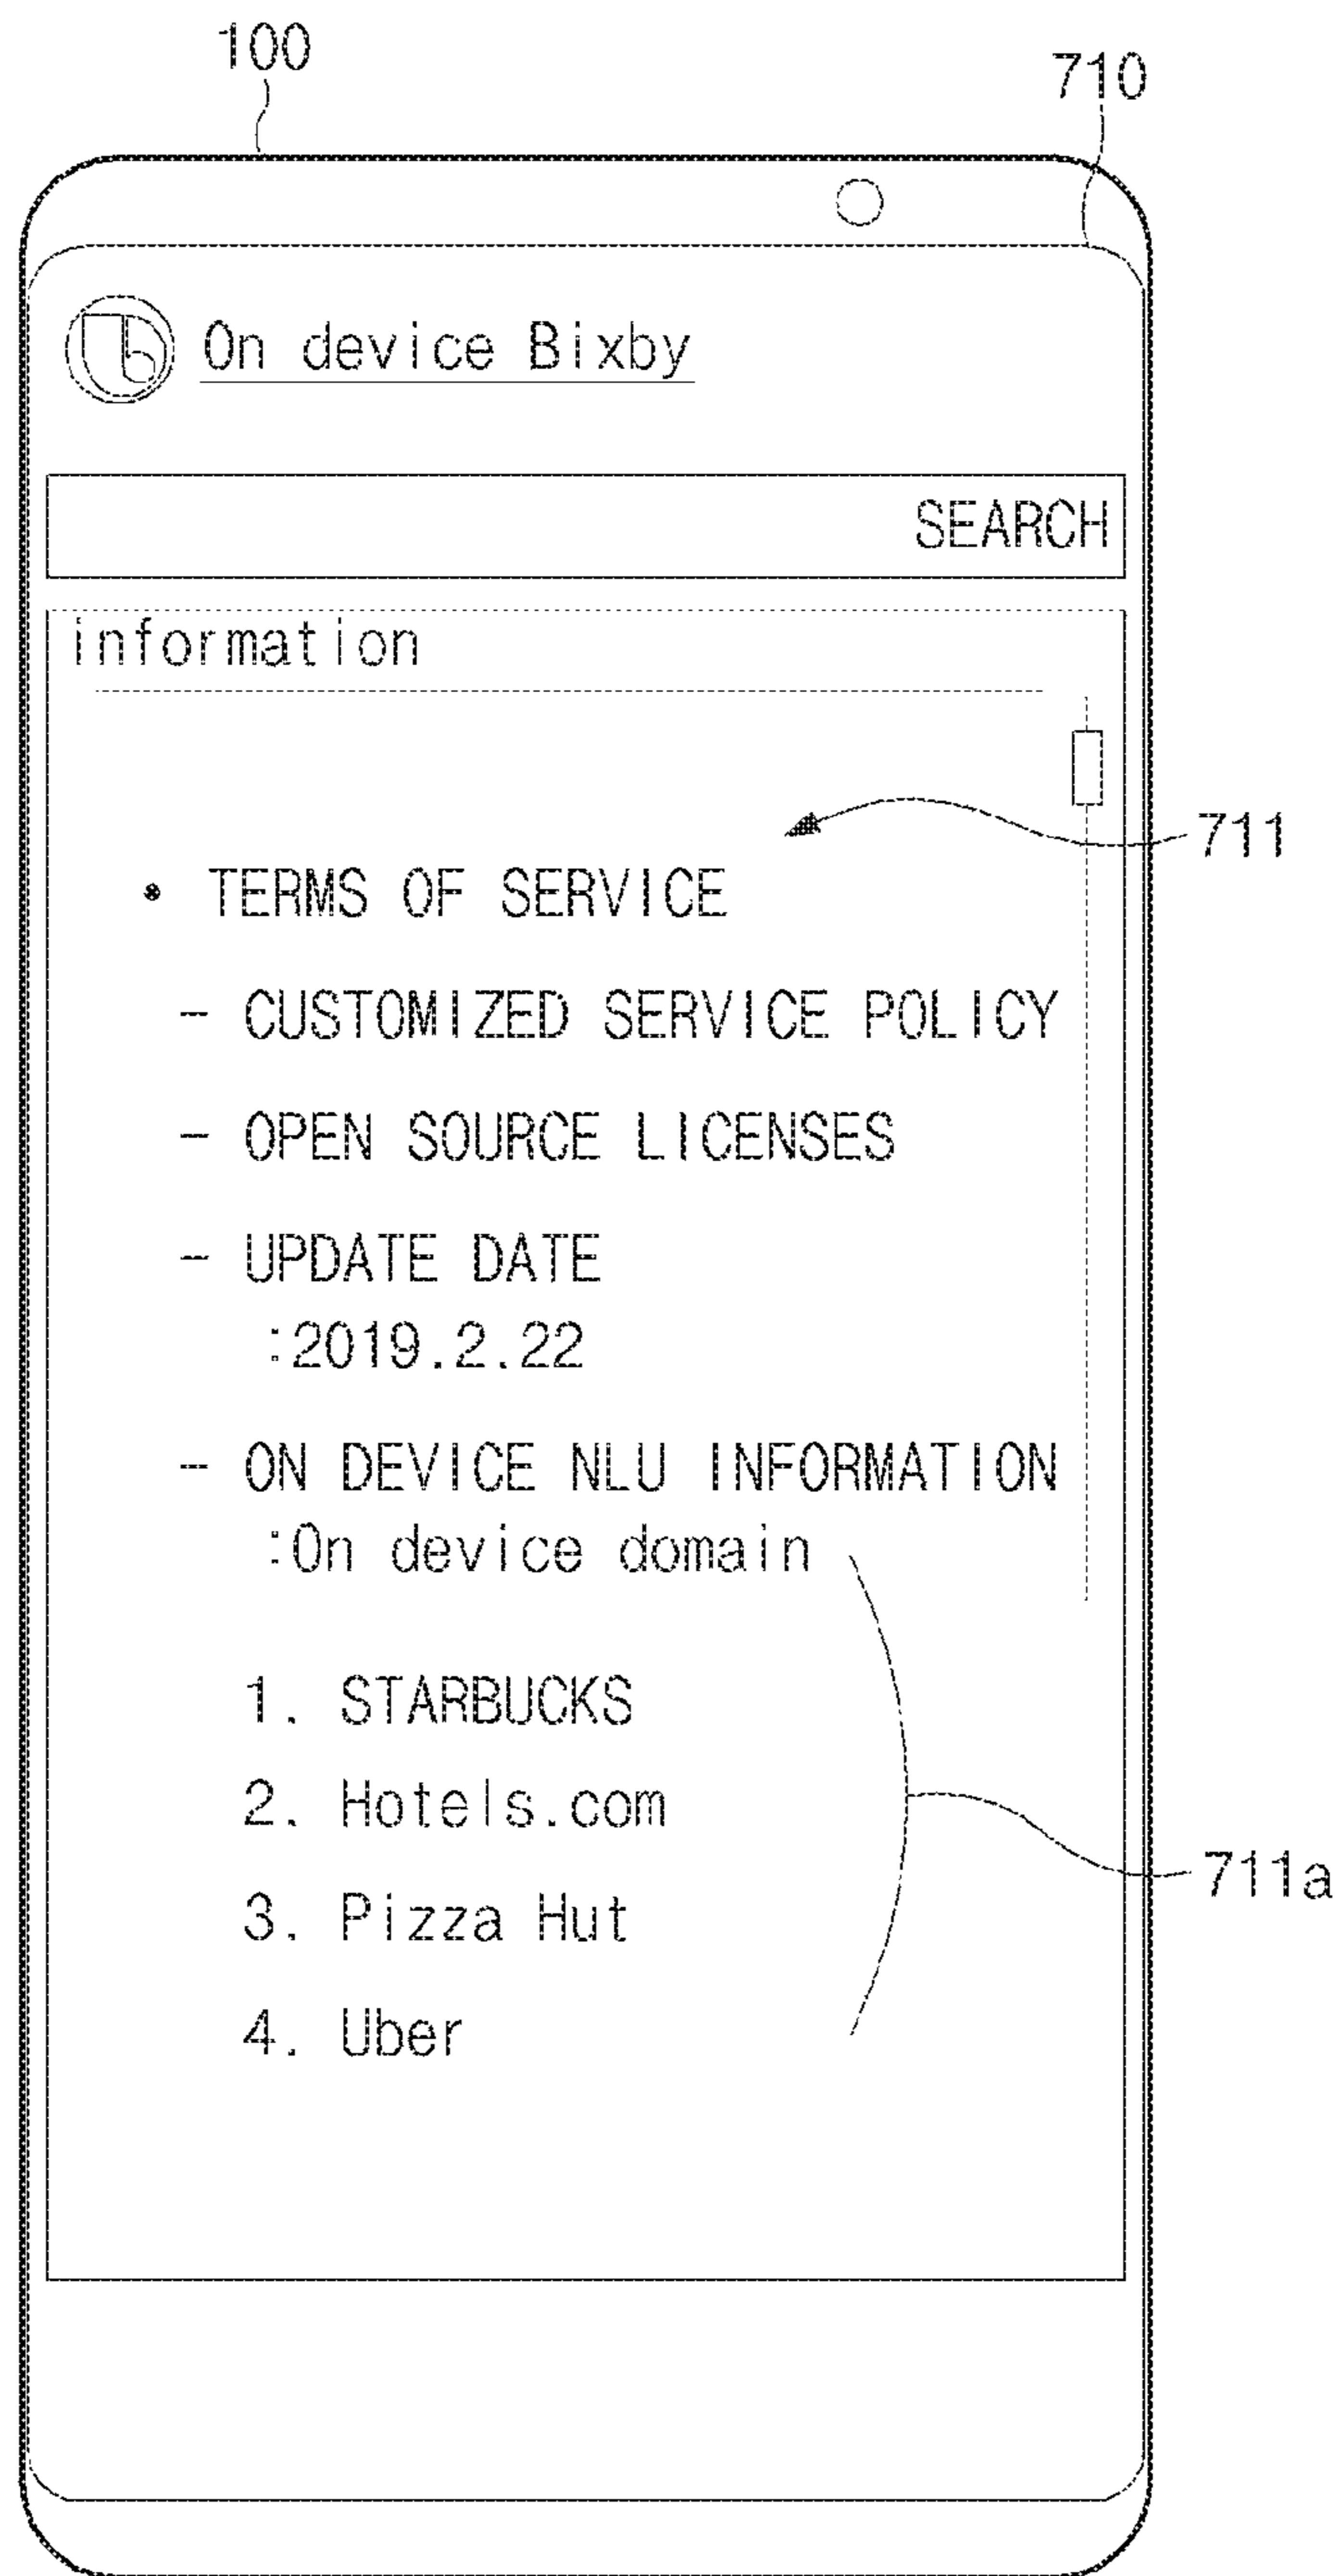 100
710
On device Bixby
SEARCH
information
711
• TERMS OF SERVICE
- CUSTOMIZED SERVICE POLICY
- OPEN SOURCE LICENSES
- UPDATE DATE
:2019.2.22
- ON DEVICE NLU INFORMATION
:On device domain
1. STARBUCKS
2. Hotels.com
711a
3. Pizza Hut
4. Uber